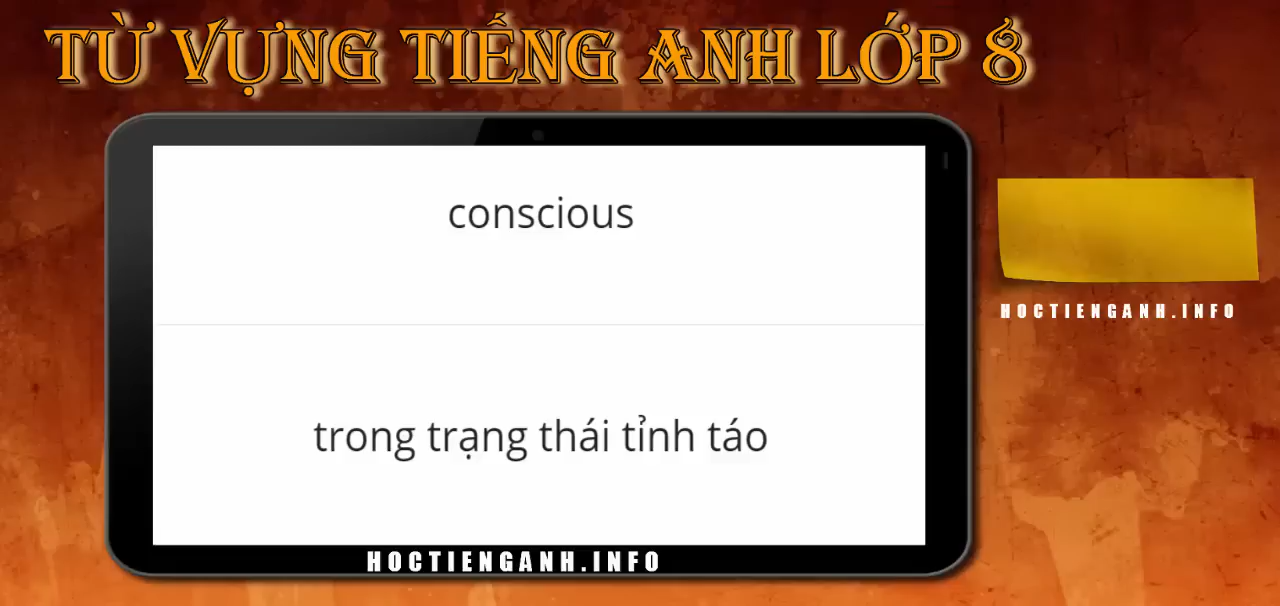 TỪ VỰNG TIẾNG ANH LỚP 8
conscious
trong trạng thái tỉnh táo
HOCTIENGANH.INFO
HOCTIENGANH.INFO